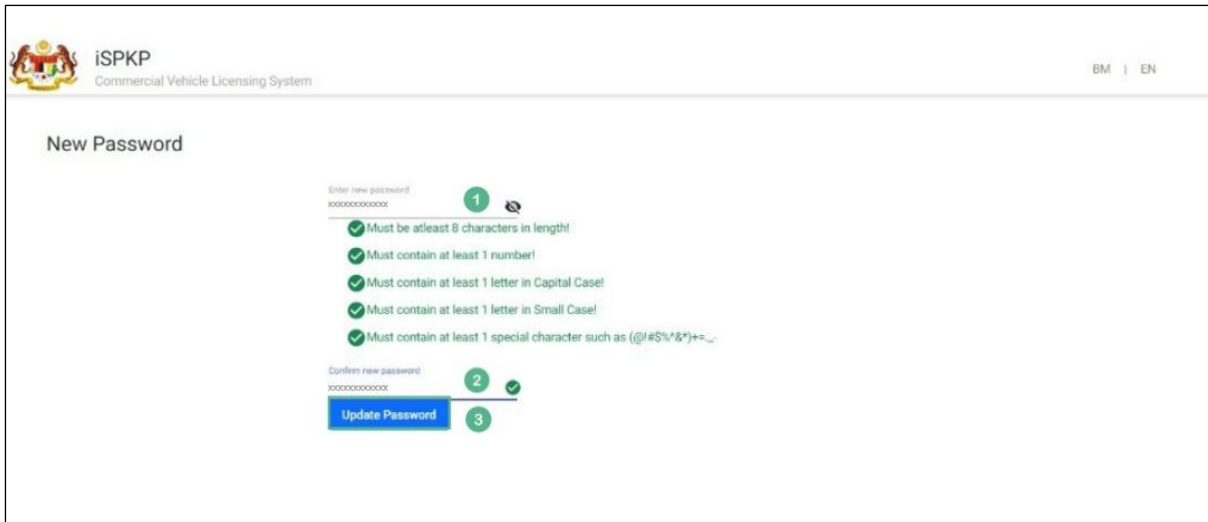 iSPKP
Commercial Vehicle Licensing System
BM | EN
New Password
Enter new password
xxxxxxxxxxxx
1
Must be atleast 8 characters in length!
Must contain at least 1 number!
Must contain at least 1 letter in Capital Case!
Must contain at least 1 letter in Small Case!
Must contain at least 1 special character such as (@!#$%^&*)+=._-
Confirm new password
xxxxxxxxxxxx
2
Update Password
3